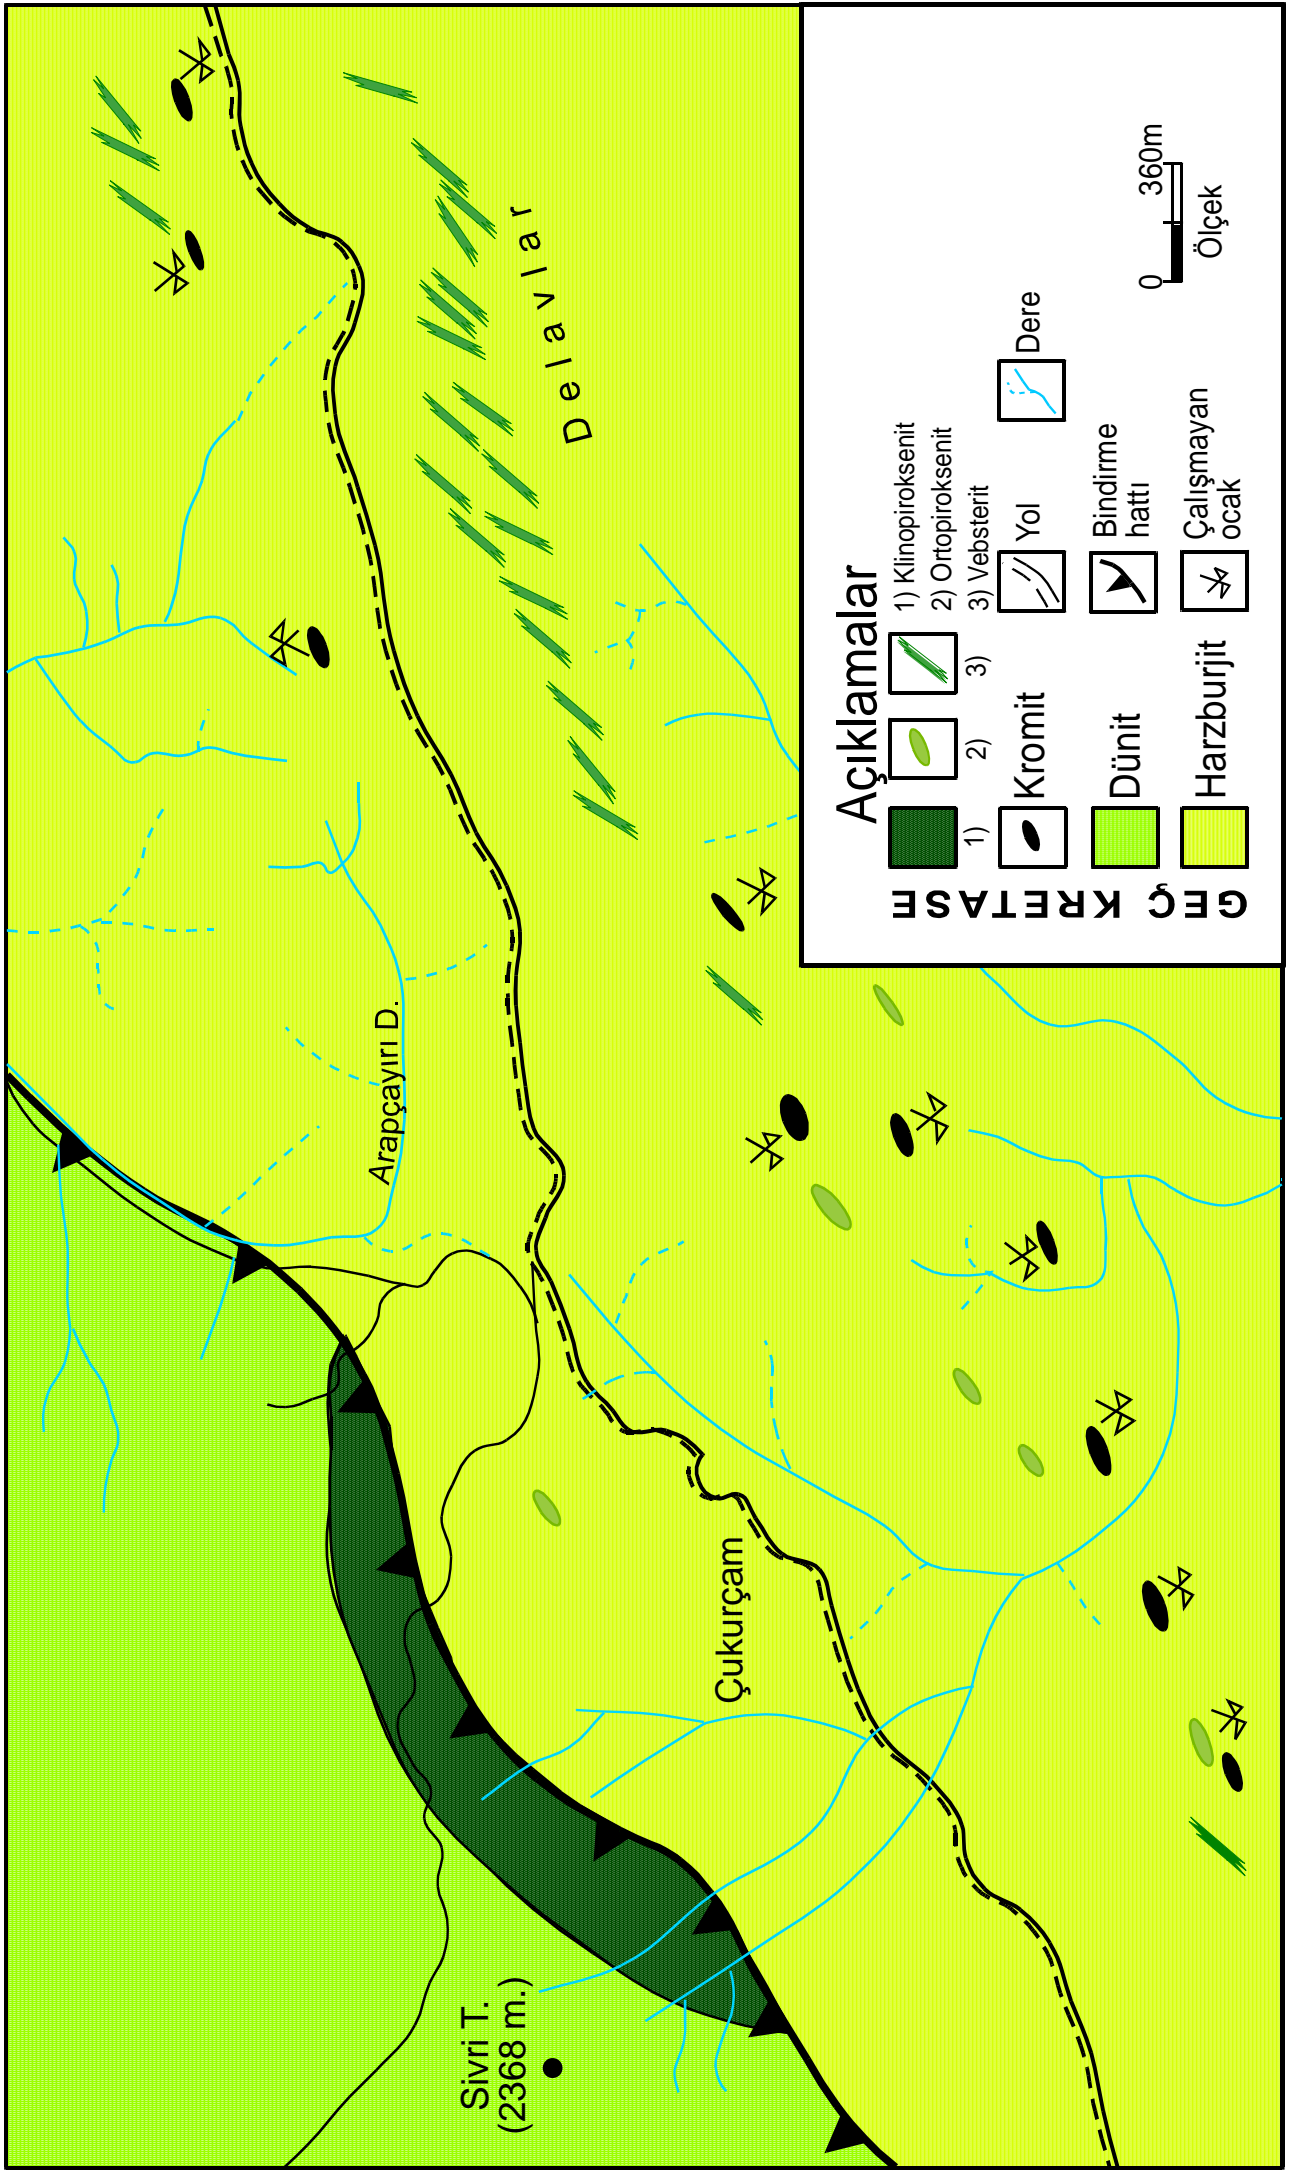 Sivri T.
(2368 m.)
Arapçayırı D.
Çukurçam
Delavlar
Açıklamalar
1)
2)
3)
1) Klinopiroksenit
2) Ortopiroksenit
3) Vebsterit
Kromit
Yol
Dere
Dünit
Bindirme
hattı
Harzburjit
Çalışmayan
ocak
GEÇ KRETASE
0 360m
Ölçek